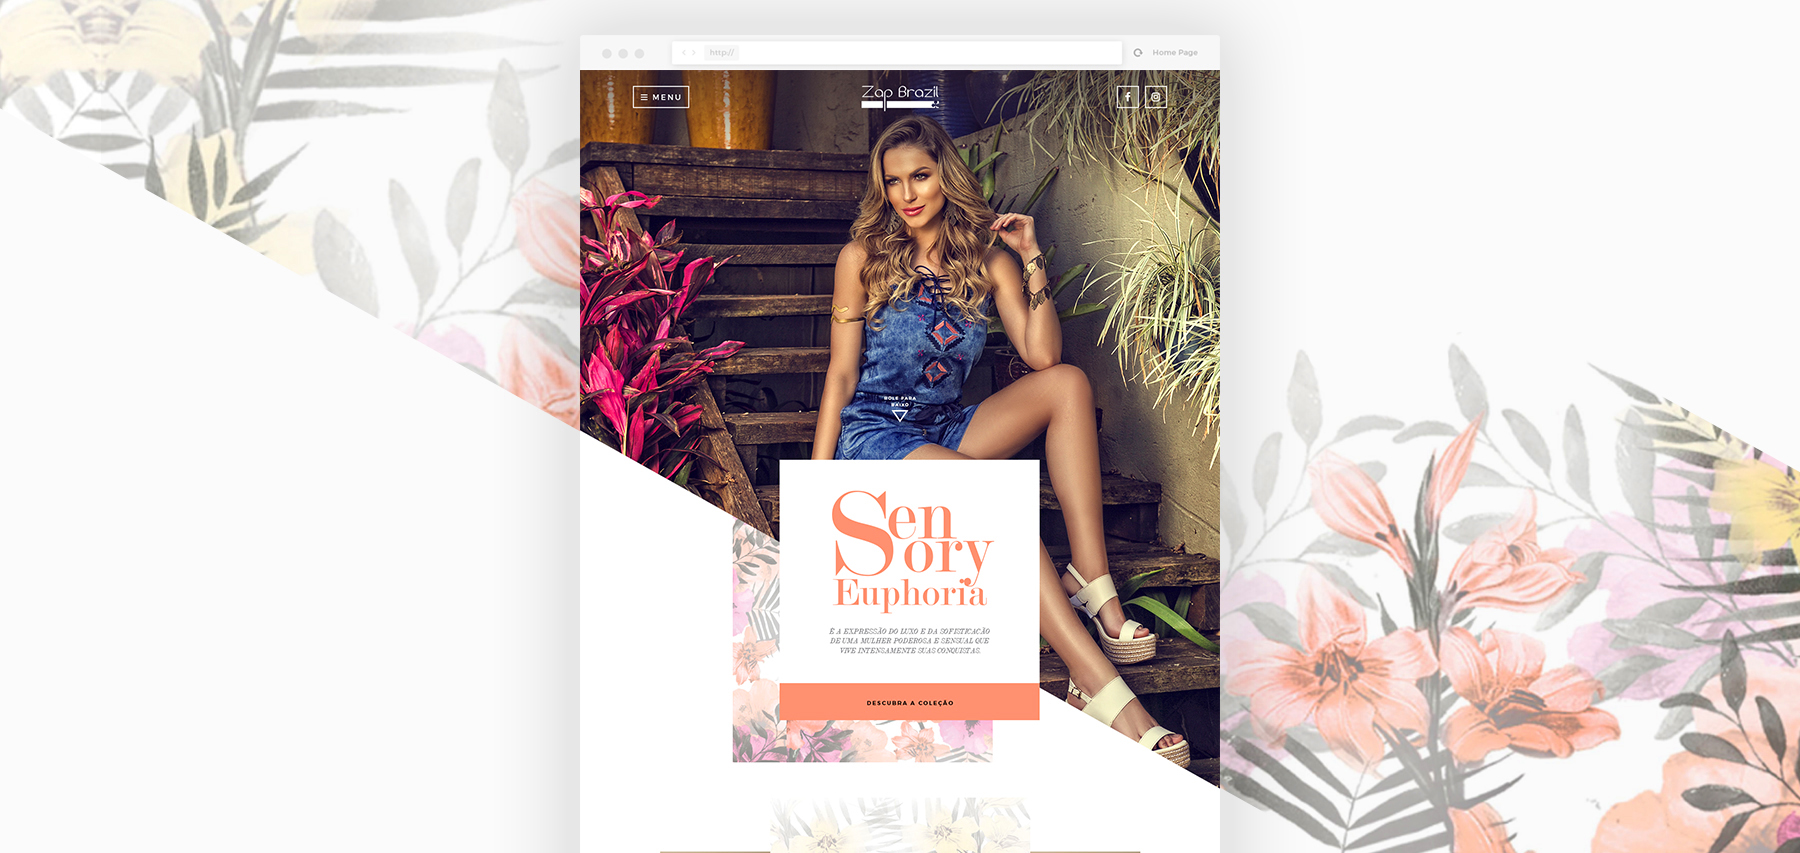 http://
Home Page
MENU
Zap Brazil
ROLE PARA
BAIXO
Sen
sory
Euphoria
É A EXPRESSÃO DO LUXO E DA SOFISTICAÇÃO
DE UMA MULHER PODEROSA E SENSUAL QUE
VIVE INTENSAMENTE SUAS CONQUISTAS.
DESCUBRA A COLEÇÃO